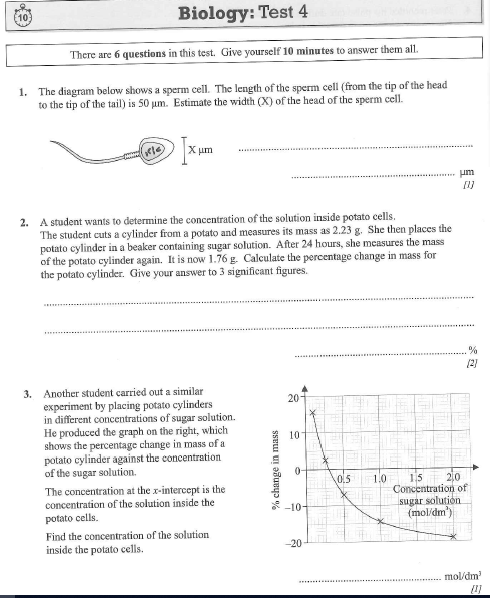 10
Biology: Test 4
There are 6 questions in this test. Give yourself 10 minutes to answer them all.
1. The diagram below shows a sperm cell. The length of the sperm cell (from the tip of the head
to the tip of the tail) is 50 µm. Estimate the width (X) of the head of the sperm cell.
X µm
µm
[1]
2. A student wants to determine the concentration of the solution inside potato cells.
The student cuts a cylinder from a potato and measures its mass as 2.23 g. She then places the
potato cylinder in a beaker containing sugar solution. After 24 hours, she measures the mass
of the potato cylinder again. It is now 1.76 g. Calculate the percentage change in mass for
the potato cylinder. Give your answer to 3 significant figures.
%
[2]
3. Another student carried out a similar
experiment by placing potato cylinders
in different concentrations of sugar solution.
He produced the graph on the right, which
shows the percentage change in mass of a
potato cylinder against the concentration
of the sugar solution.
The concentration at the x-intercept is the
concentration of the solution inside the
potato cells.
Find the concentration of the solution
inside the potato cells.
% change in mass
20
10
0
-10
-20
0.5 1.0 1.5 2.0
Concentration of
sugar solution
(mol/dm³)
mol/dm³
[1]